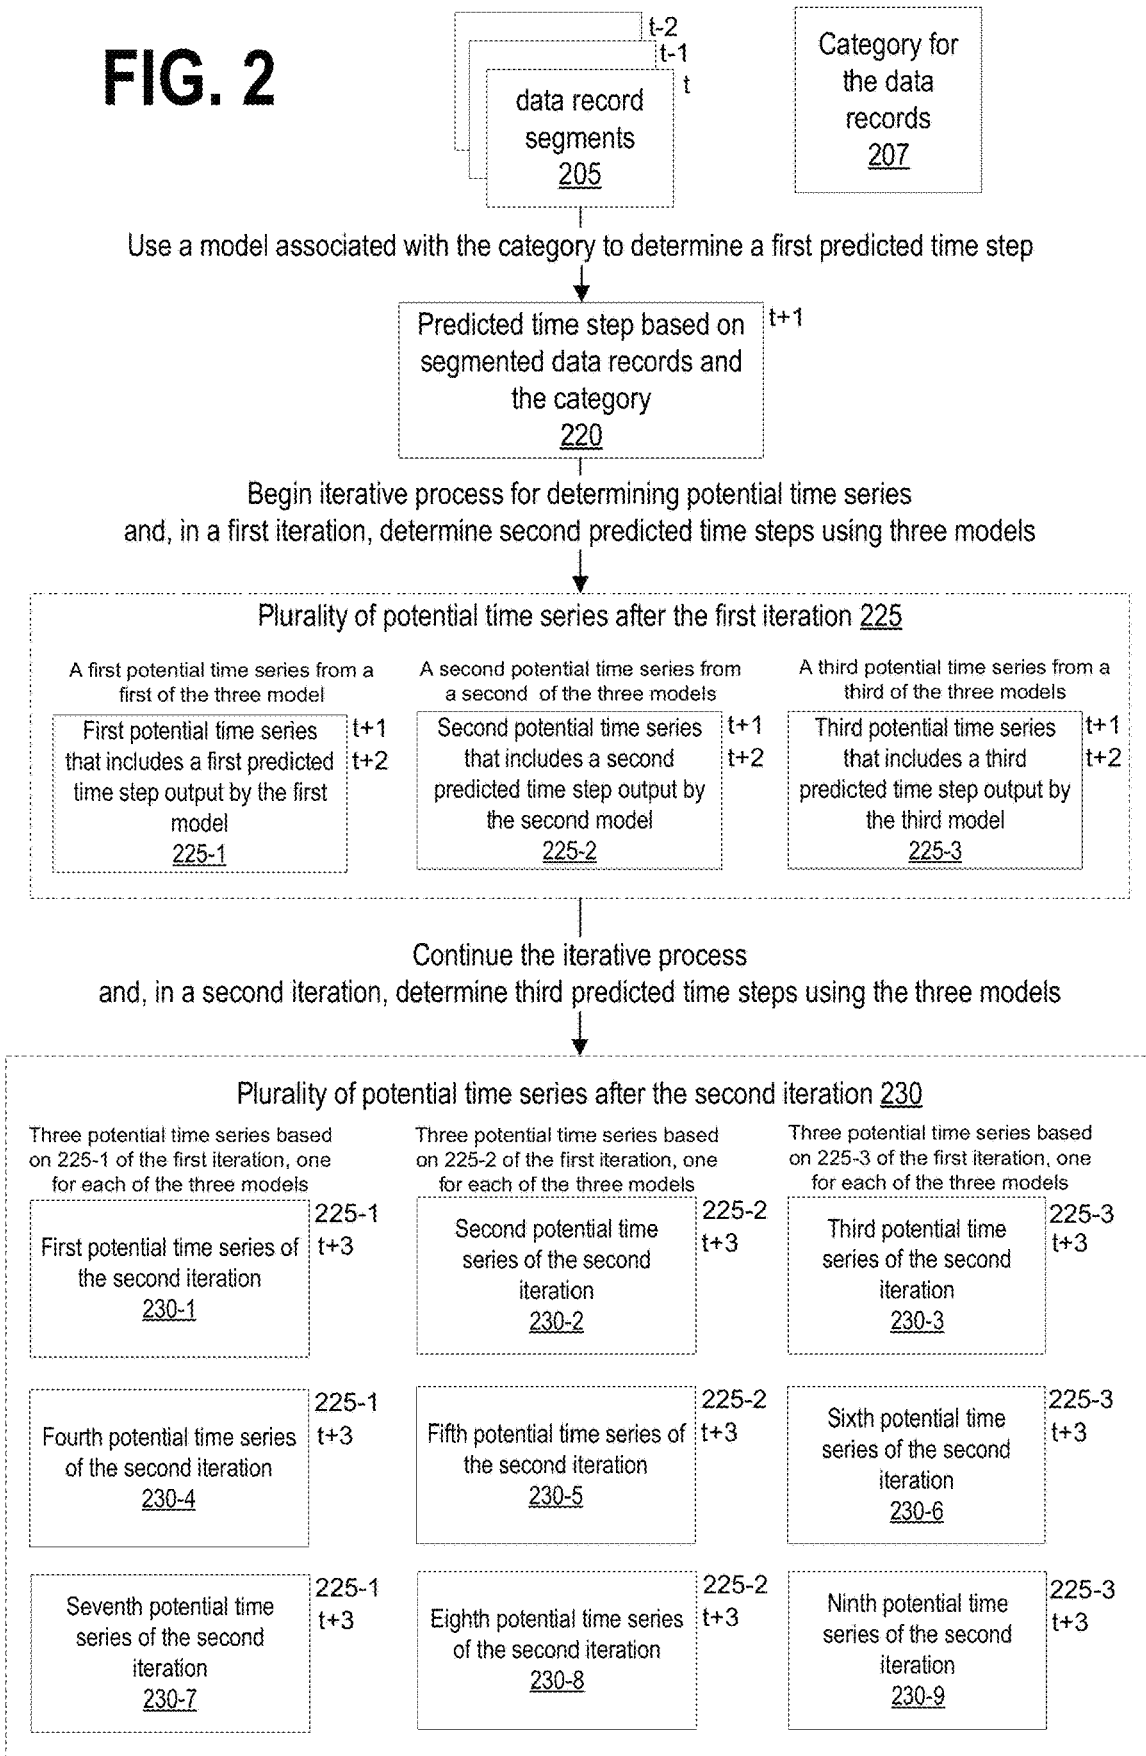 FIG. 2
t-2
t-1
t
data record
segments
205
Category for
the data
records
207
Use a model associated with the category to determine a first predicted time step
Predicted time step based on
segmented data records and
the category
220
t+1
Begin iterative process for determining potential time series
and, in a first iteration, determine second predicted time steps using three models
Plurality of potential time series after the first iteration 225
A first potential time series from a
first of the three model
First potential time series
that includes a first predicted
time step output by the first
model
225-1
t+1
t+2
A second potential time series from
a second of the three models
Second potential time series
that includes a second
predicted time step output by
the second model
225-2
t+1
t+2
A third potential time series from a
third of the three models
Third potential time series
that includes a third
predicted time step output by
the third model
225-3
t+1
t+2
Continue the iterative process
and, in a second iteration, determine third predicted time steps using the three models
Plurality of potential time series after the second iteration 230
Three potential time series based
on 225-1 of the first iteration, one
for each of the three models
Three potential time series based
on 225-2 of the first iteration, one
for each of the three models
Three potential time series based
on 225-3 of the first iteration, one
for each of the three models
First potential time series of
the second iteration
230-1
225-1
t+3
Second potential time
series of the second
iteration
230-2
225-2
t+3
Third potential time
series of the second
iteration
230-3
225-3
t+3
Fourth potential time series
of the second iteration
230-4
225-1
t+3
Fifth potential time series of
the second iteration
230-5
225-2
t+3
Sixth potential time
series of the second
iteration
230-6
225-3
t+3
Seventh potential time
series of the second
iteration
230-7
225-1
t+3
Eighth potential time series
of the second iteration
230-8
225-2
t+3
Ninth potential time
series of the second
iteration
230-9
225-3
t+3